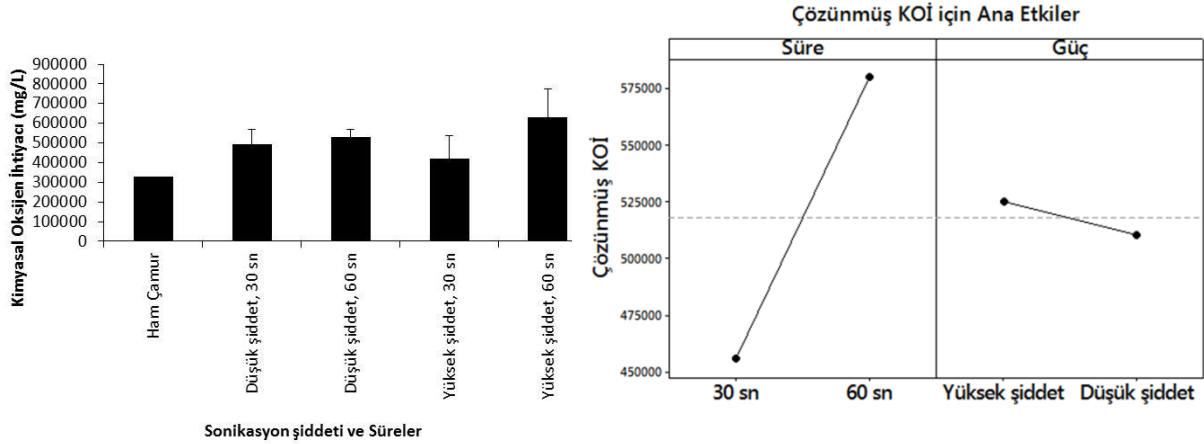 Kimyasal Oksijen İhtiyacı (mg/L)
900000
800000
700000
600000
500000
400000
300000
200000
100000
0
Ham Çamur
Düşük şiddet, 30 sn
Düşük şiddet, 60 sn
Yüksek şiddet, 30 sn
Yüksek şiddet, 60 sn
Sonikasyon şiddeti ve Süreler
Çözünmüş KOİ için Ana Etkiler
Süre Güç
Çözünmüş KOİ
575000
550000
525000
500000
475000
450000
30 sn 60 sn Yüksek şiddet Düşük şiddet